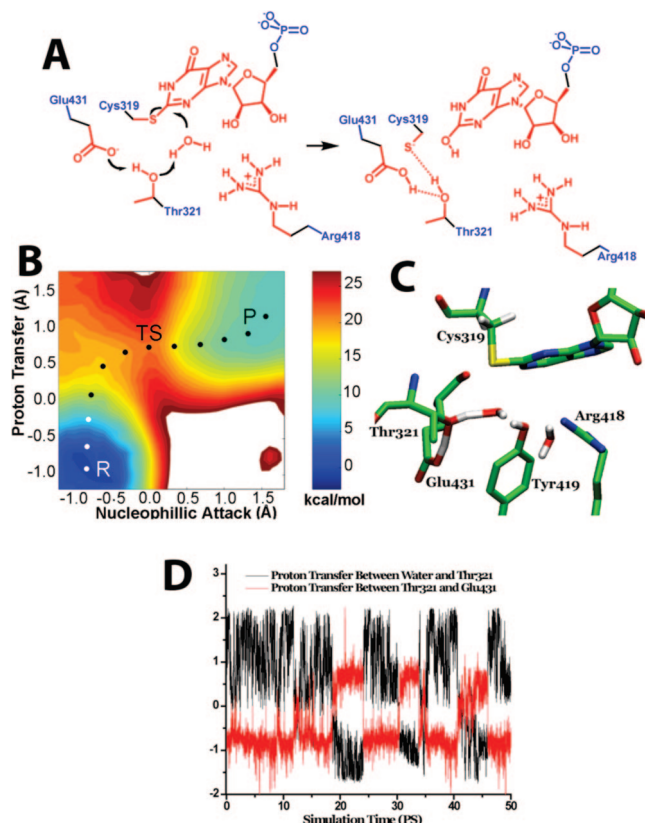 A
Glu431
Cys319
Thr321
Arg418
Glu431
Cys319
Thr321
Arg418
B
Proton Transfer (Å)
1.5
1.0
0.5
0.0
-0.5
-1.0
TS
P
R
-1.0 -0.5 0.0 0.5 1.0 1.5
Nucleophillic Attack (Å)
25
20
15
10
5
0
kcal/mol
C
Cys319
Thr321
Arg418
Glu431
Tyr419
D
Proton Transfer Between Water and Thr321
Proton Transfer Between Thr321 and Glu431
3
2
1
0
-1
-2
0 10 20 30 40 50
Simulation Time (PS)